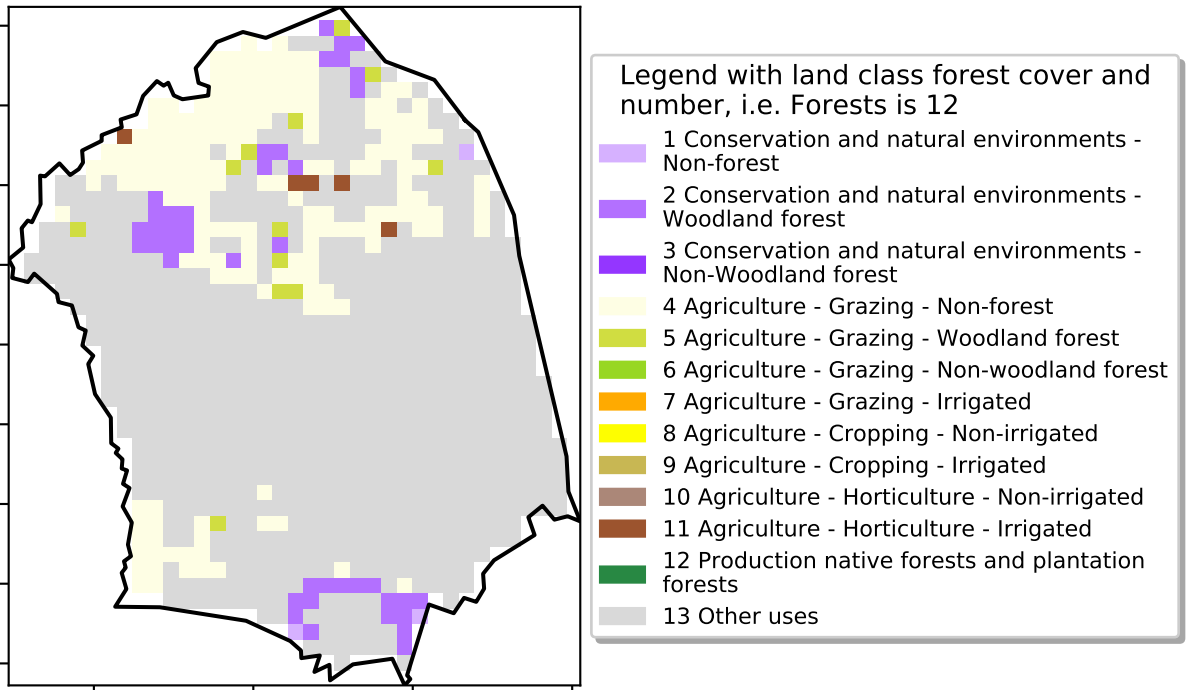 Legend with land class forest cover and
number, i.e. Forests is 12
1 Conservation and natural environments -
Non-forest
2 Conservation and natural environments -
Woodland forest
3 Conservation and natural environments -
Non-Woodland forest
4 Agriculture - Grazing - Non-forest
5 Agriculture - Grazing - Woodland forest
6 Agriculture - Grazing - Non-woodland forest
7 Agriculture - Grazing - Irrigated
8 Agriculture - Cropping - Non-irrigated
9 Agriculture - Cropping - Irrigated
10 Agriculture - Horticulture - Non-irrigated
11 Agriculture - Horticulture - Irrigated
12 Production native forests and plantation
forests
13 Other uses